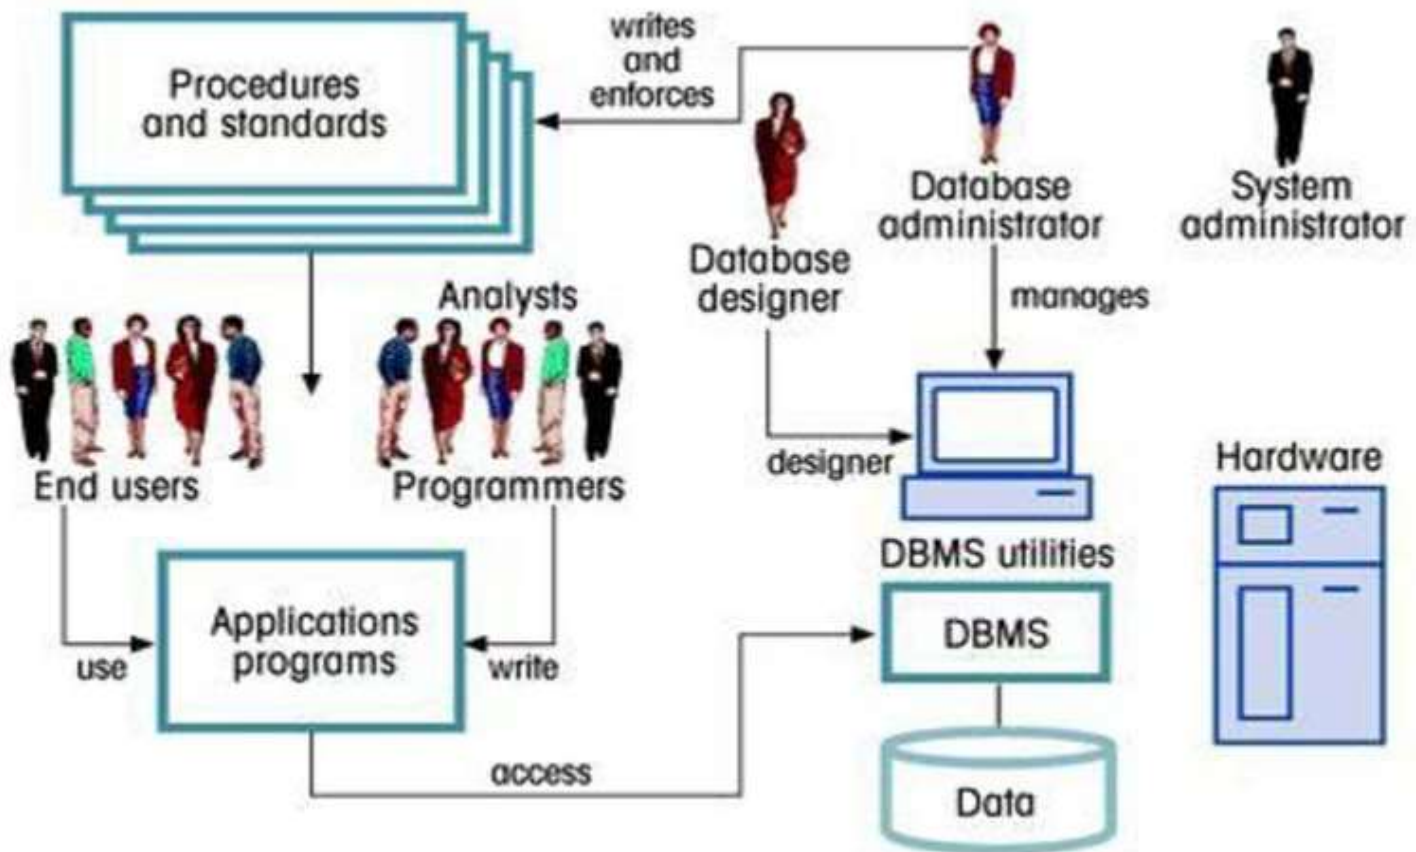 Procedures
and standards
writes
and
enforces
Database
designer
Database
administrator
System
administrator
manages
Analysts
End users
Programmers
designer
Hardware
DBMS utilities
Applications
programs
use
write
DBMS
access
Data